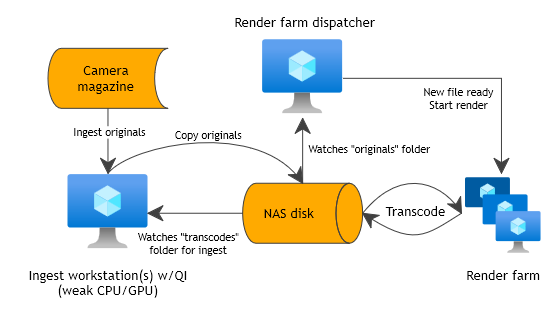 Render farm dispatcher
Camera
magazine
New file ready
Start render
Ingest originals
Copy originals
Watches "originals" folder
NAS disk
Transcode
Watches "transcodes"
folder for ingest
Ingest workstation(s) w/QI
(weak CPU/GPU)
Render farm